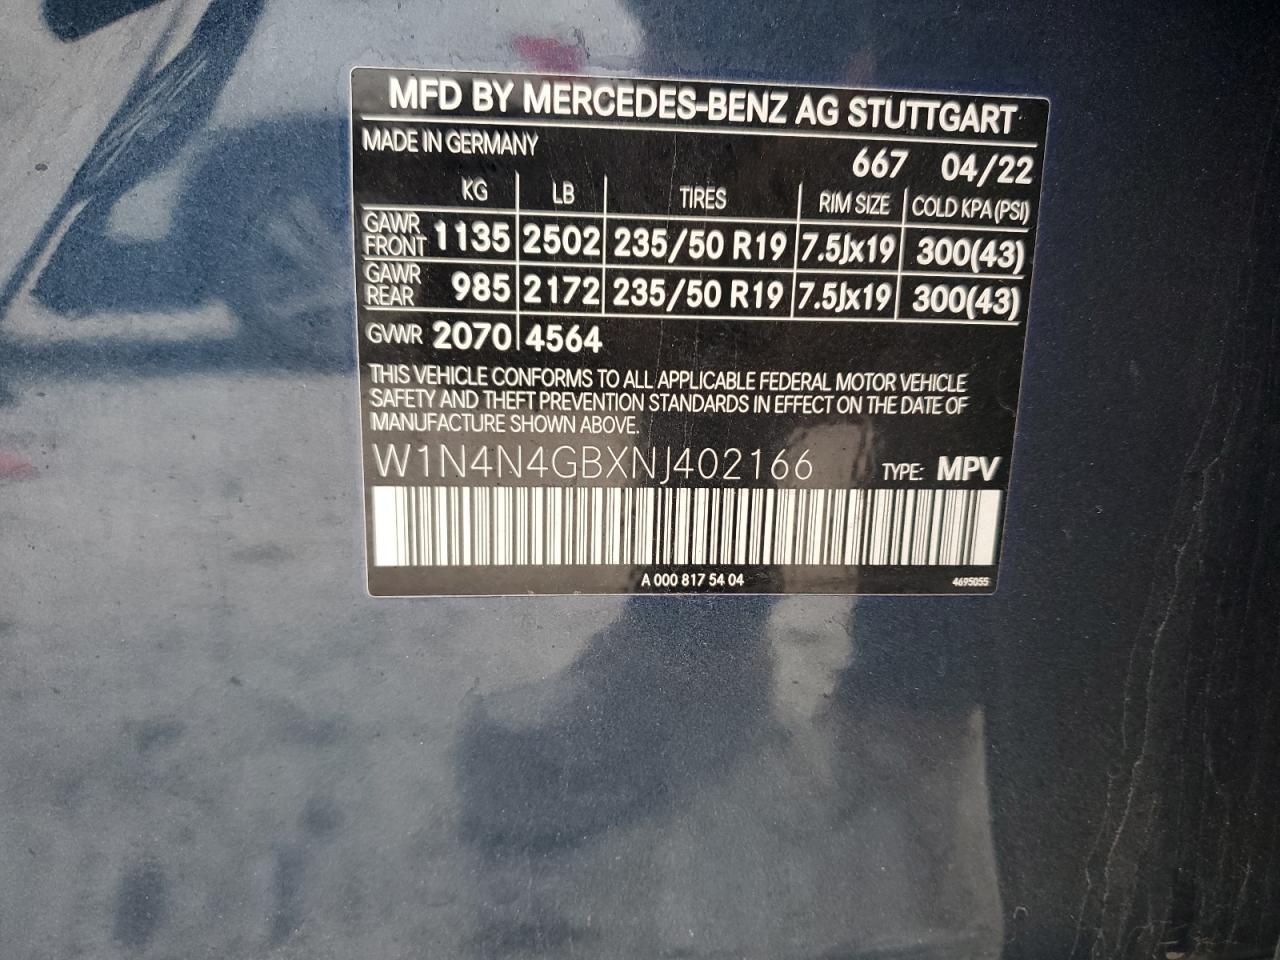 MFD BY MERCEDES-BENZ AG STUTTGART
MADE IN GERMANY
667 04/22
KG LB TIRES RIM SIZE COLD KPA (PSI)
GAWR FRONT 1135 2502 235/50 R19 7.5Jx19 300(43)
GAWR REAR 985 2172 235/50 R19 7.5Jx19 300(43)
GVWR 2070 4564
THIS VEHICLE CONFORMS TO ALL APPLICABLE FEDERAL MOTOR VEHICLE
SAFETY AND THEFT PREVENTION STANDARDS IN EFFECT ON THE DATE OF
MANUFACTURE SHOWN ABOVE.
W1N4N4GBXNJ402166 TYPE: MPV
A 000 817 54 04 4695055